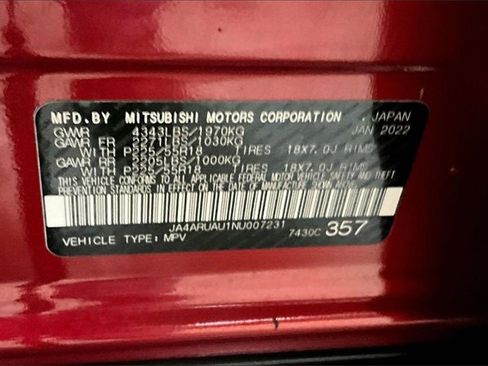 MFD.BY MITSUBISHI MOTORS CORPORATION , JAPAN
GVWR 4343LBS/1970KG JAN 2022
GAWR FR 2271LBS/1030KG
WITH P225/55R18 TIRES 18X7.0J RIMS
GAWR RR 2205LBS/1000KG
WITH P225/55R18 TIRES 18X7.0J RIMS
THIS VEHICLE CONFORMS TO ALL APPLICABLE FEDERAL MOTOR VEHICLE SAFETY AND THEFT
PREVENTION STANDARDS IN EFFECT ON THE DATE OF MANUFACTURE SHOWN ABOVE.
JA4ARUAU1NU007231
VEHICLE TYPE: MPV 7430C 357